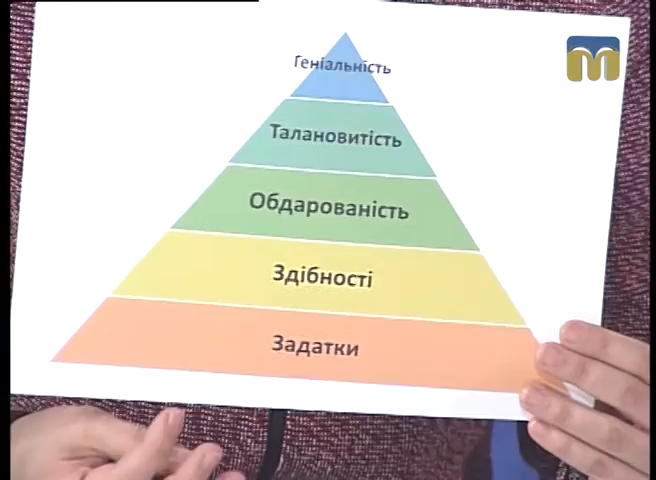 Геніальність
Талановитість
Обдарованість
Здібності
Задатки